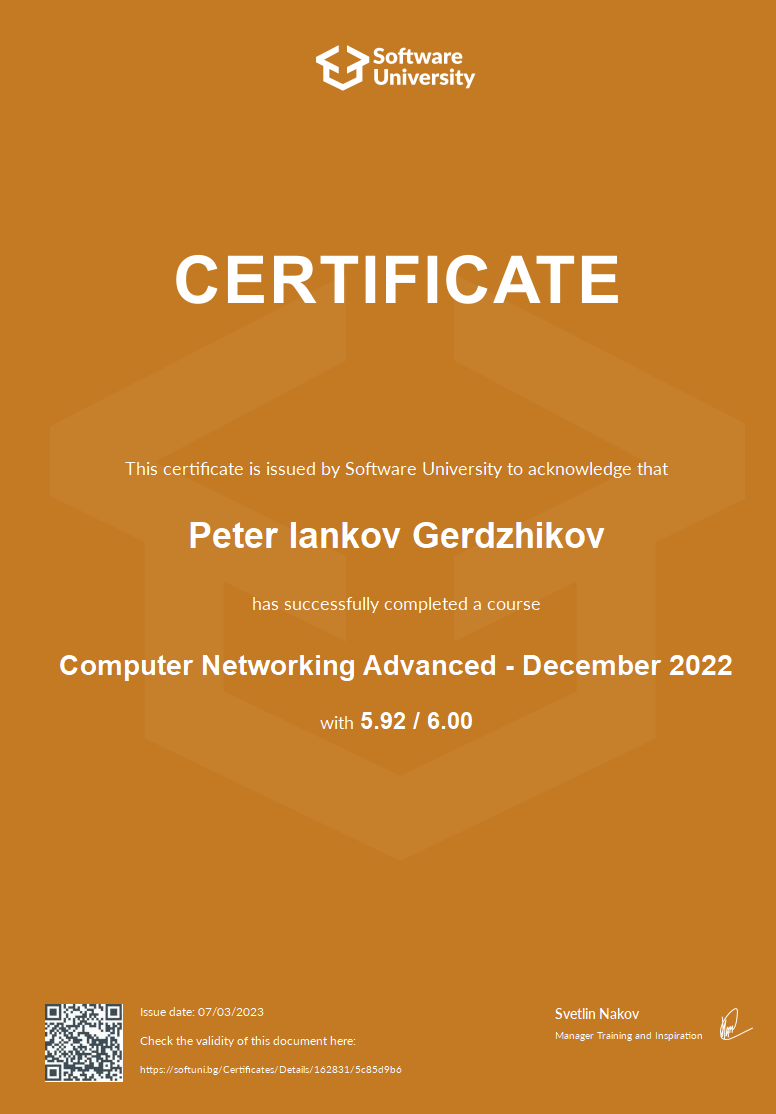 Software
University
CERTIFICATE
This certificate is issued by Software University to acknowledge that
Peter Iankov Gerdzhikov
has successfully completed a course
Computer Networking Advanced - December 2022
with 5.92 / 6.00
Issue date: 07/03/2023
Check the validity of this document here:
https://softuni.bg/Certificates/Details/162831/5c85d9b6
Svetlin Nakov
Manager Training and Inspiration